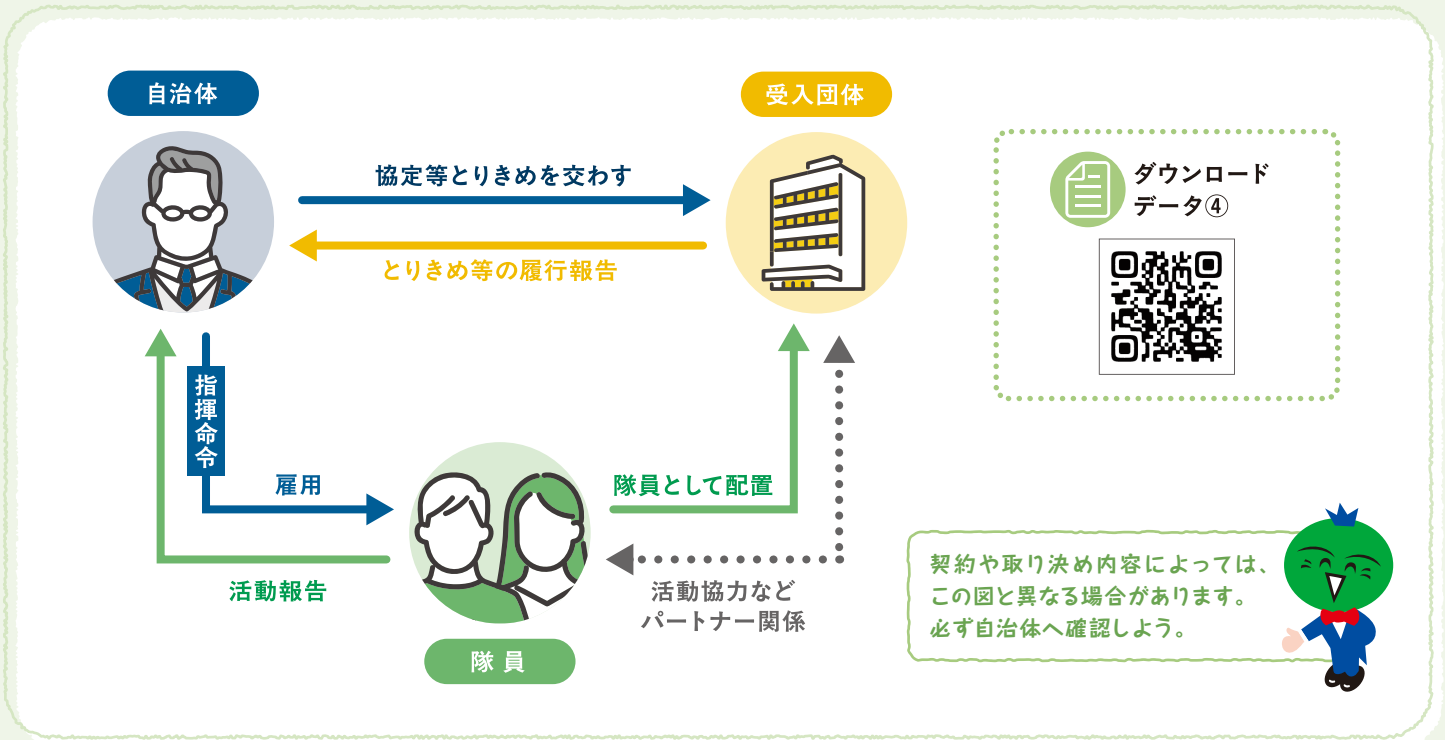 自治体
受入団体
協定等とりきめを交わす
とりきめ等の履行報告
ダウンロード
データ④
指揮命令
雇用
隊員として配置
活動報告
活動協力など
パートナー関係
隊員
契約や取り決め内容によっては、
この図と異なる場合があります。
必ず自治体へ確認しよう。